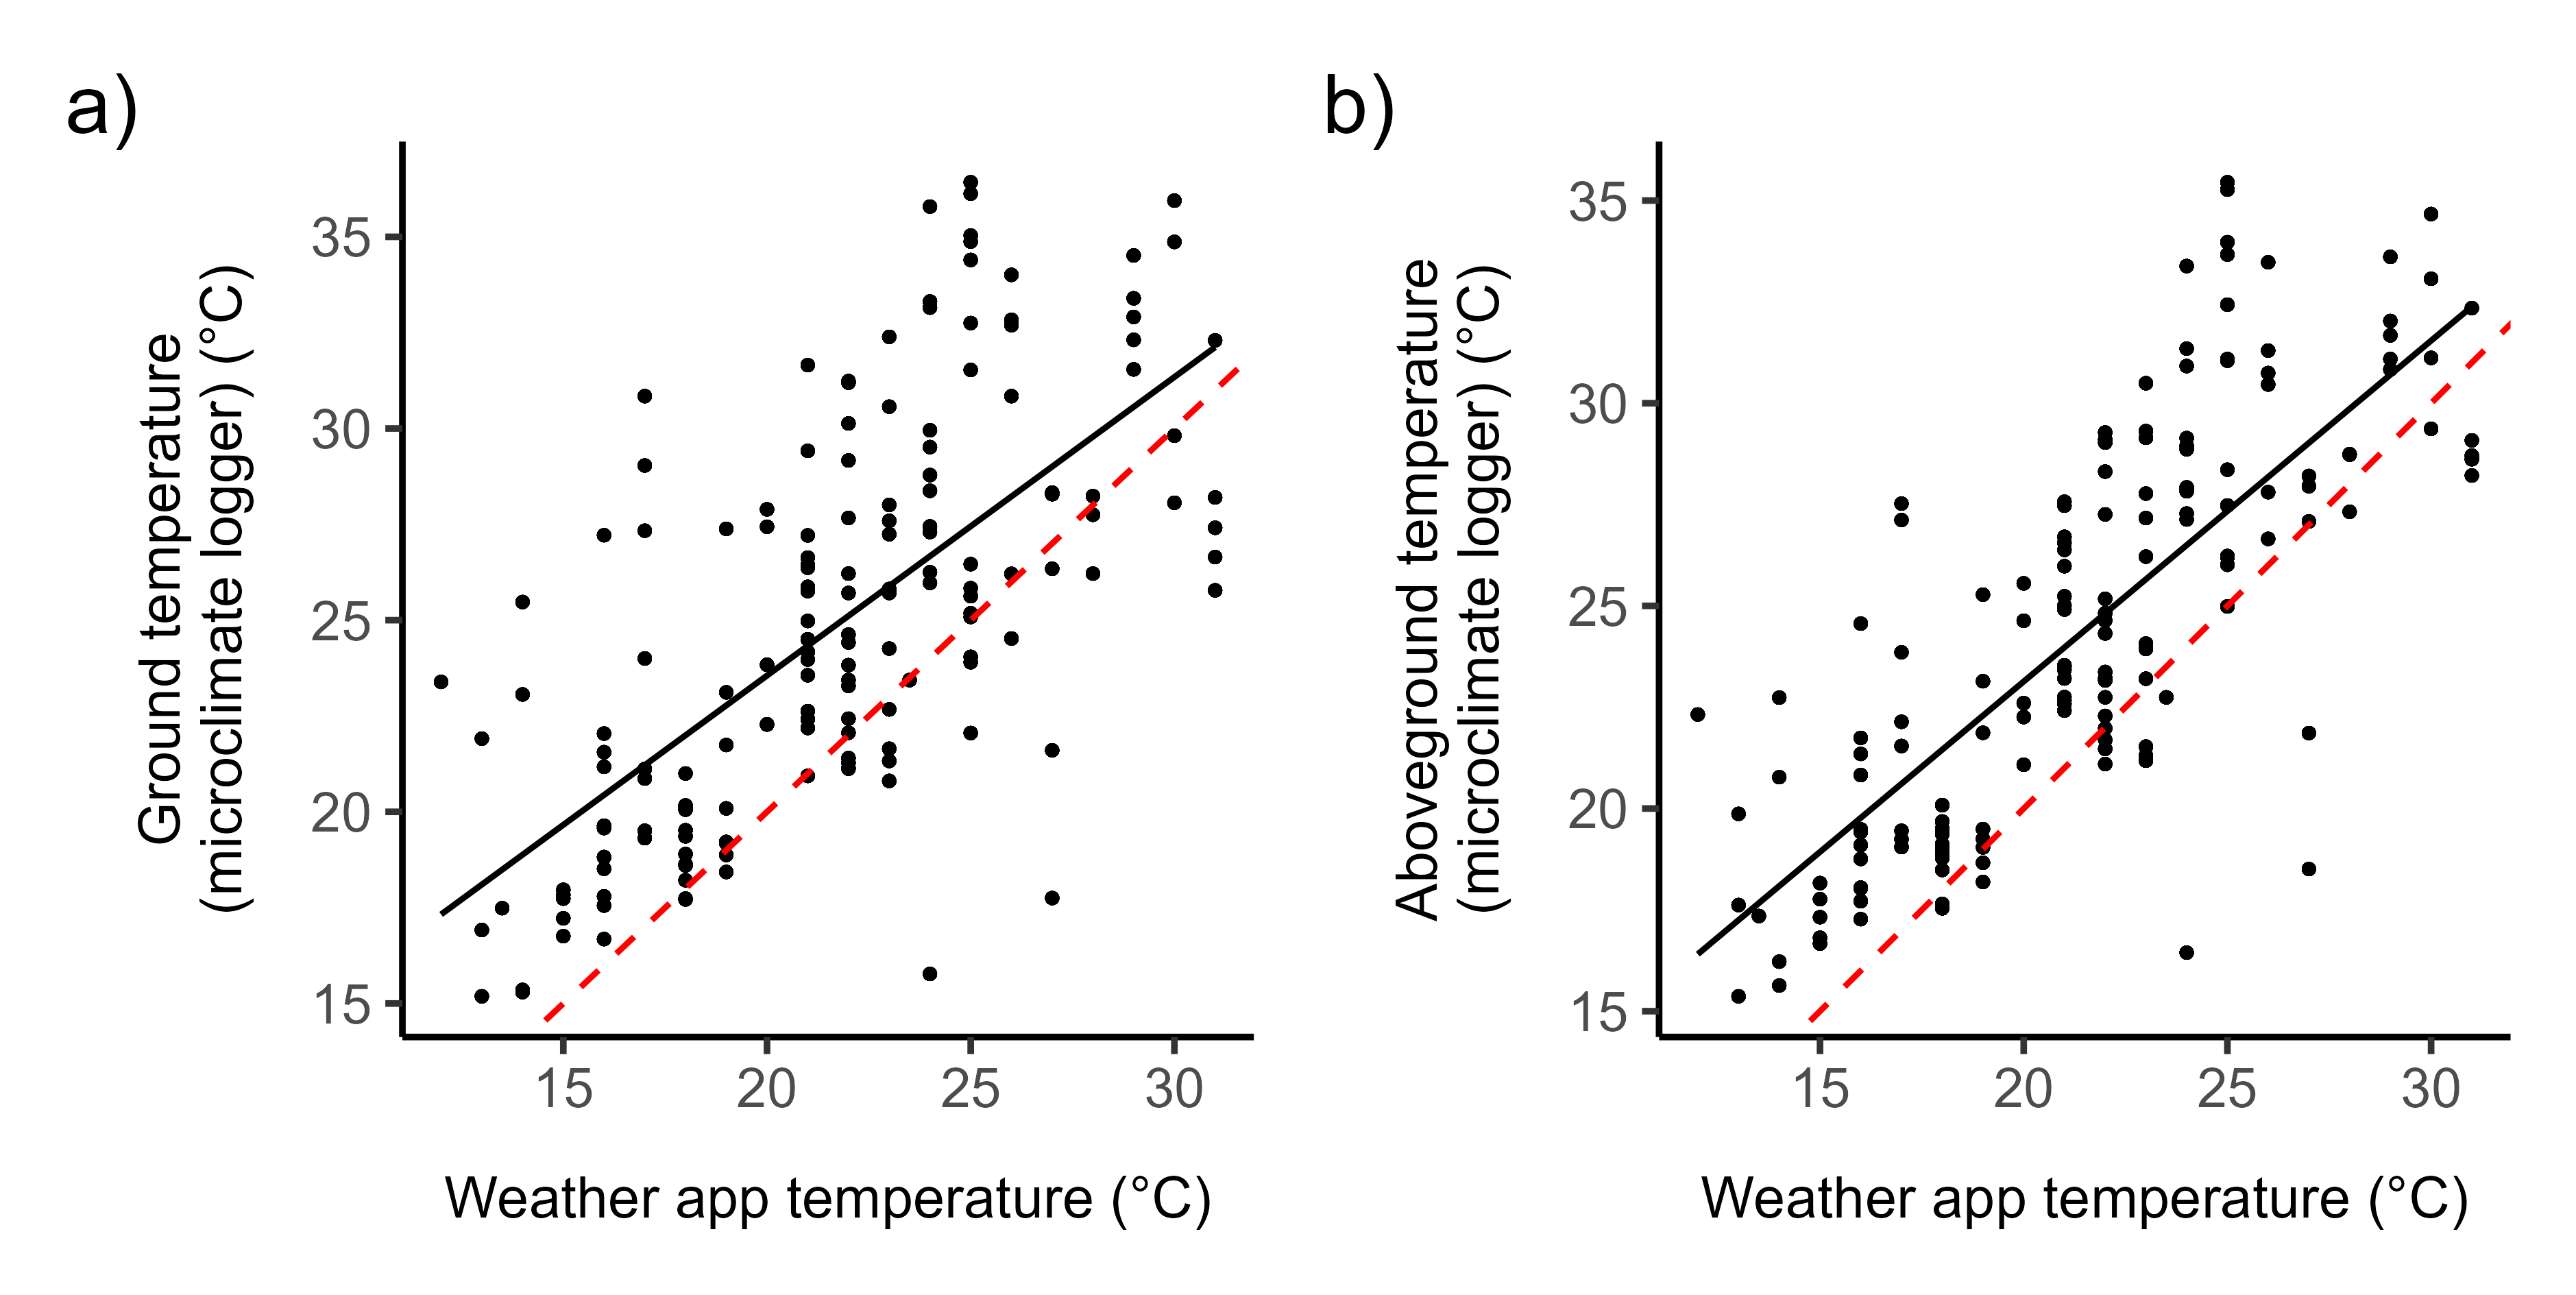 a)
Ground temperature
(microclimate logger) (°C)
35
30
25
20
15
15 20 25 30
Weather app temperature (°C)
b)
Aboveground temperature
(microclimate logger) (°C)
35
30
25
20
15
15 20 25 30
Weather app temperature (°C)